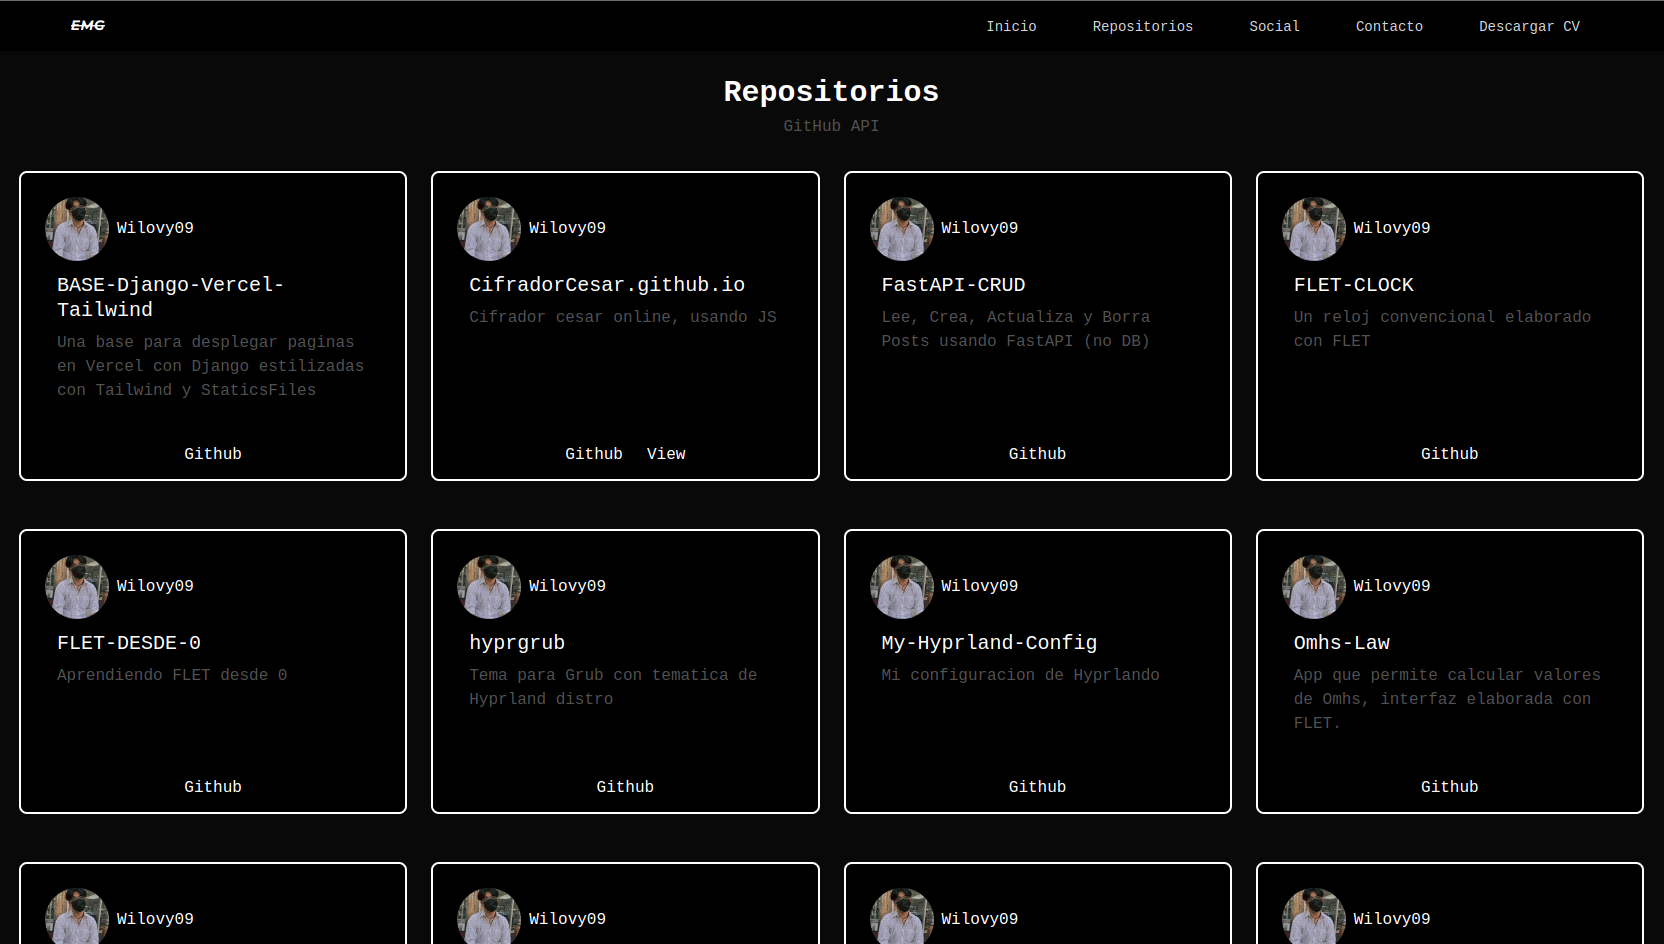 EMG
Inicio
Repositorios
Social
Contacto
Descargar CV
Repositorios
GitHub API
Wilovy09
BASE-Django-Vercel-
Tailwind
Una base para desplegar paginas
en Vercel con Django estilizadas
con Tailwind y StaticsFiles
Github
Wilovy09
CifradorCesar.github.io
Cifrador cesar online, usando JS
Github
View
Wilovy09
FastAPI-CRUD
Lee, Crea, Actualiza y Borra
Posts usando FastAPI (no DB)
Github
Wilovy09
FLET-CLOCK
Un reloj convencional elaborado
con FLET
Github
Wilovy09
FLET-DESDE-0
Aprendiendo FLET desde 0
Github
Wilovy09
hyprgrub
Tema para Grub con tematica de
Hyprland distro
Github
Wilovy09
My-Hyprland-Config
Mi configuracion de Hyprlando
Github
Wilovy09
Omhs-Law
App que permite calcular valores
de Omhs, interfaz elaborada con
FLET.
Github
Wilovy09
Wilovy09
Wilovy09
Wilovy09